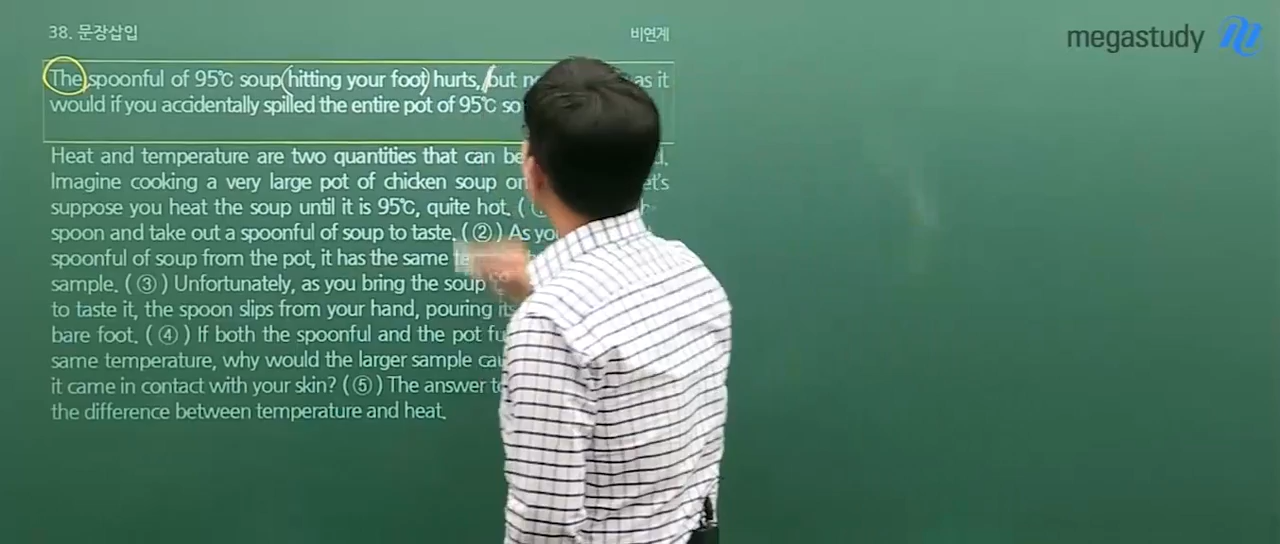 38. 문장삽입
비연계
megastudy
The spoonful of 95℃ soup (hitting your foot) hurts, / but as it
would if you accidentally spilled the entire pot of 95℃
Heat and temperature are two quantities that can be
Imagine cooking a very large pot of chicken soup
suppose you heat the soup until it is 95℃, quite hot. (
spoon and take out a spoonful of soup to taste. ( ② ) As
spoonful of soup from the pot, it has the same
sample. ( ③ ) Unfortunately, as you bring the soup
to taste it, the spoon slips from your hand, pouring
bare foot. ( ④ ) If both the spoonful and the pot
same temperature, why would the larger sample
it came in contact with your skin? ( ⑤ ) The answer
the difference between temperature and heat.